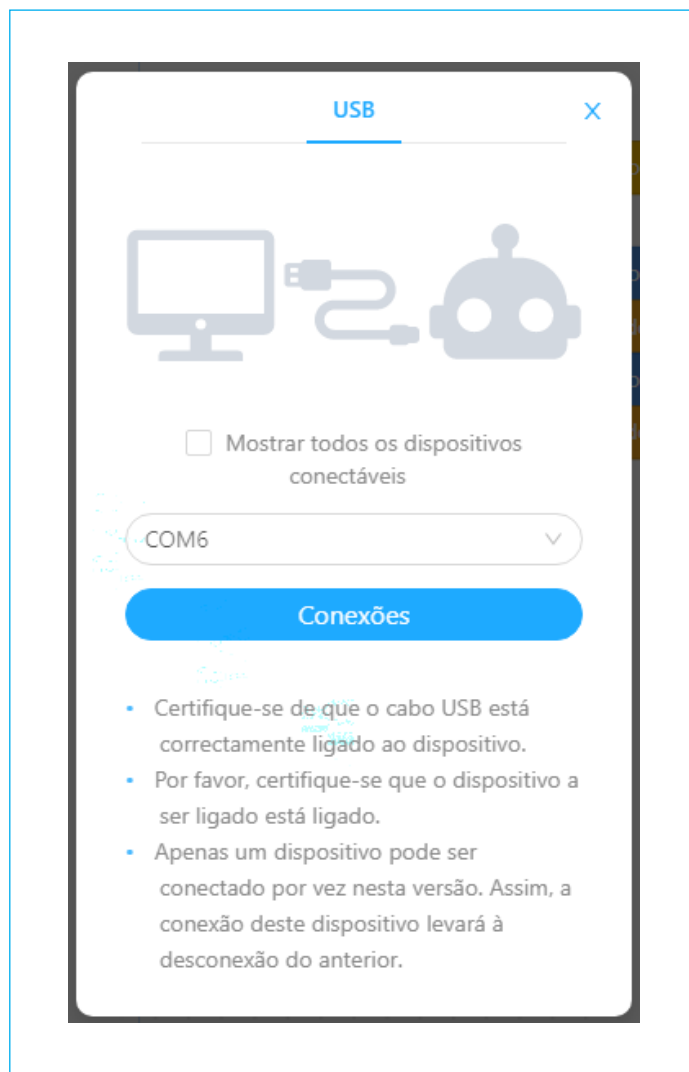 USB
X
Mostrar todos os dispositivos
conectáveis
COM6
Conexões
Certifique-se de que o cabo USB está
correctamente ligado ao dispositivo.
Por favor, certifique-se que o dispositivo a
ser ligado está ligado.
Apenas um dispositivo pode ser
conectado por vez nesta versão. Assim, a
conexão deste dispositivo levará à
desconexão do anterior.